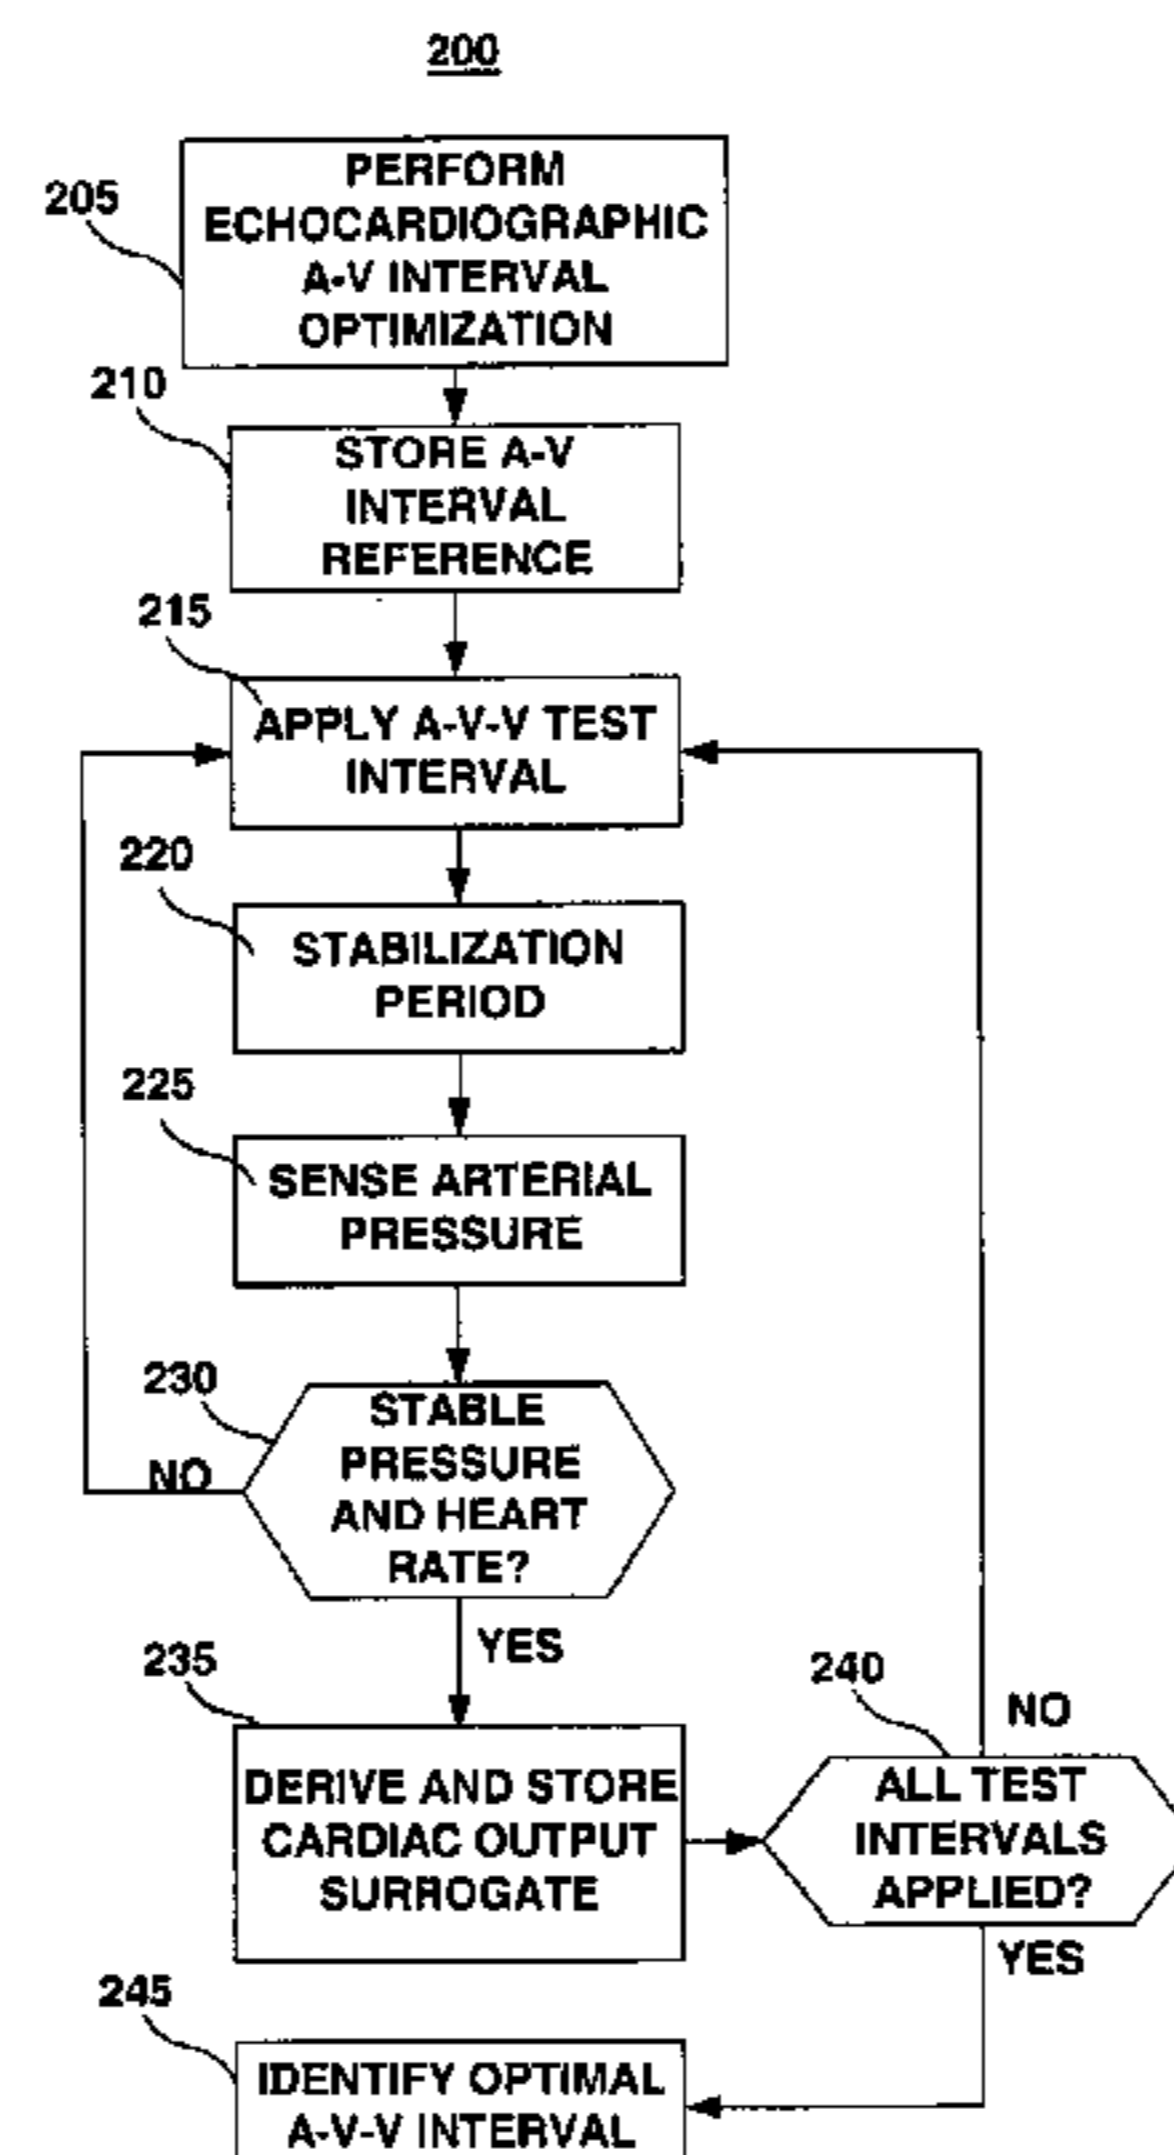 200
205
PERFORM
ECHOCARDIOGRAPHIC
A-V INTERVAL
OPTIMIZATION
210
STORE A-V
INTERVAL
REFERENCE
215
APPLY A-V-V TEST
INTERVAL
220
STABILIZATION
PERIOD
225
SENSE ARTERIAL
PRESSURE
230
STABLE
PRESSURE
AND HEART
RATE?
NO
YES
235
DERIVE AND STORE
CARDIAC OUTPUT
SURROGATE
240
NO
ALL TEST
INTERVALS
APPLIED?
YES
245
IDENTIFY OPTIMAL
A-V-V INTERVAL